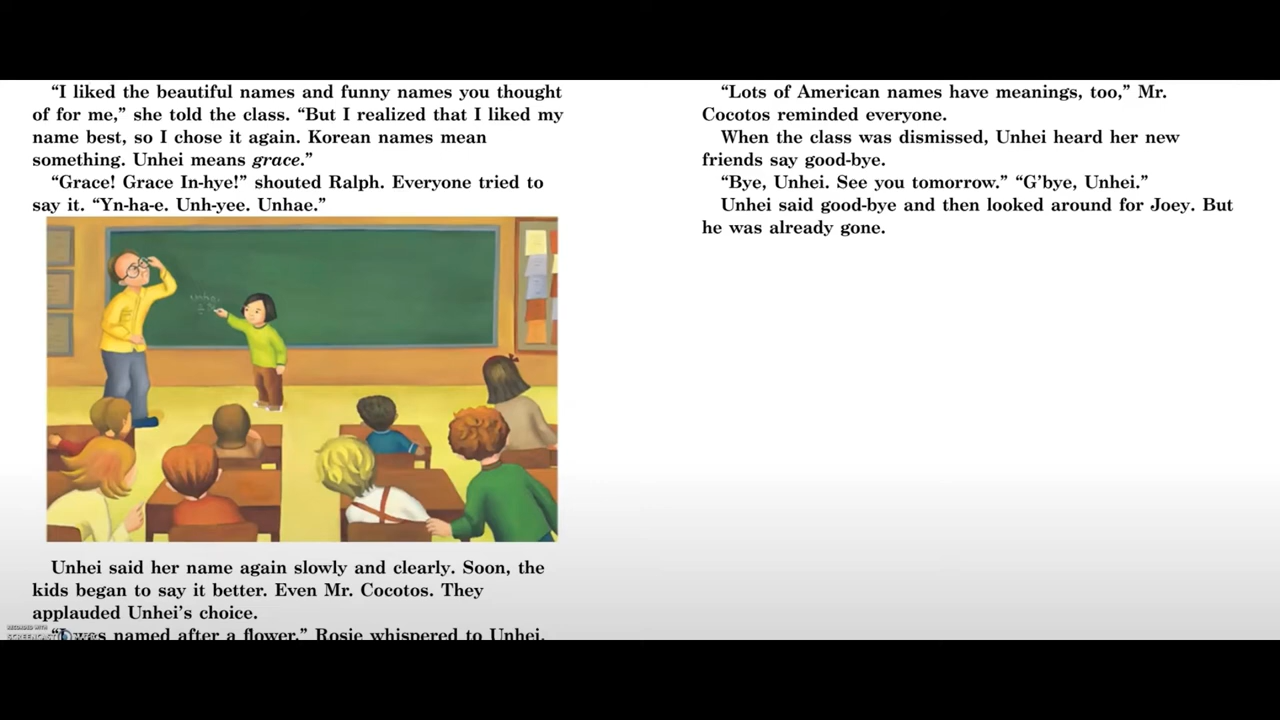 “I liked the beautiful names and funny names you thought
of for me,” she told the class. “But I realized that I liked my
name best, so I chose it again. Korean names mean
something. Unhei means grace.”
“Grace! Grace In-hye!” shouted Ralph. Everyone tried to
say it. “Yn-ha-e. Unh-yee. Unhae.”
Unhei
Unhei said her name again slowly and clearly. Soon, the
kids began to say it better. Even Mr. Cocotos. They
applauded Unhei’s choice.
“I was named after a flower,” Rosie whispered to Unhei.
RECORDED WITH
“Lots of American names have meanings, too,” Mr.
Cocotos reminded everyone.
When the class was dismissed, Unhei heard her new
friends say good-bye.
“Bye, Unhei. See you tomorrow.” “G’bye, Unhei.”
Unhei said good-bye and then looked around for Joey. But
he was already gone.